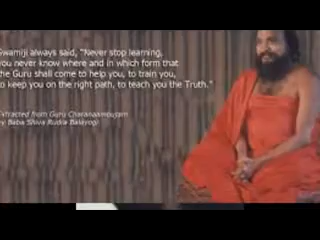 Swamiji always said, "Never stop learning,
you never know where and in which form that
the Guru shall come to help you, to train you,
to keep you on the right path, to teach you the Truth."
Extracted from Guru
by Baba Shiva Rudra Balayogi